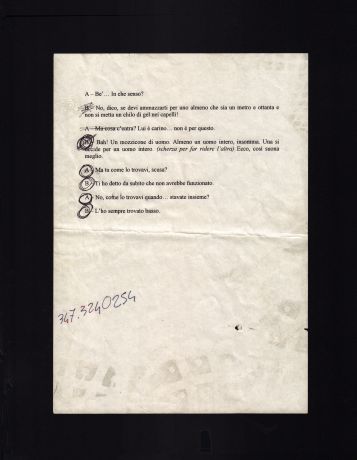 A – Be'… In che senso?
B – No, dico, se devi ammazzarti per uno almeno che sia un metro e ottanta e
non si metta un chilo di gel nei capelli!
A – Ma cosa c'entra? Lui è carino… non è per questo.
B – Bah! Un mozzicone di uomo. Almeno un uomo intero, insomma. Una si
uccide per un uomo intero. (scherza per far ridere l'altra) Ecco, così suona
meglio.
A – Ma tu come lo trovavi, scusa?
B – Ti ho detto da subito che non avrebbe funzionato.
A – No, come lo trovavi quando… stavate insieme?
B – L'ho sempre trovato basso.
347.3240254